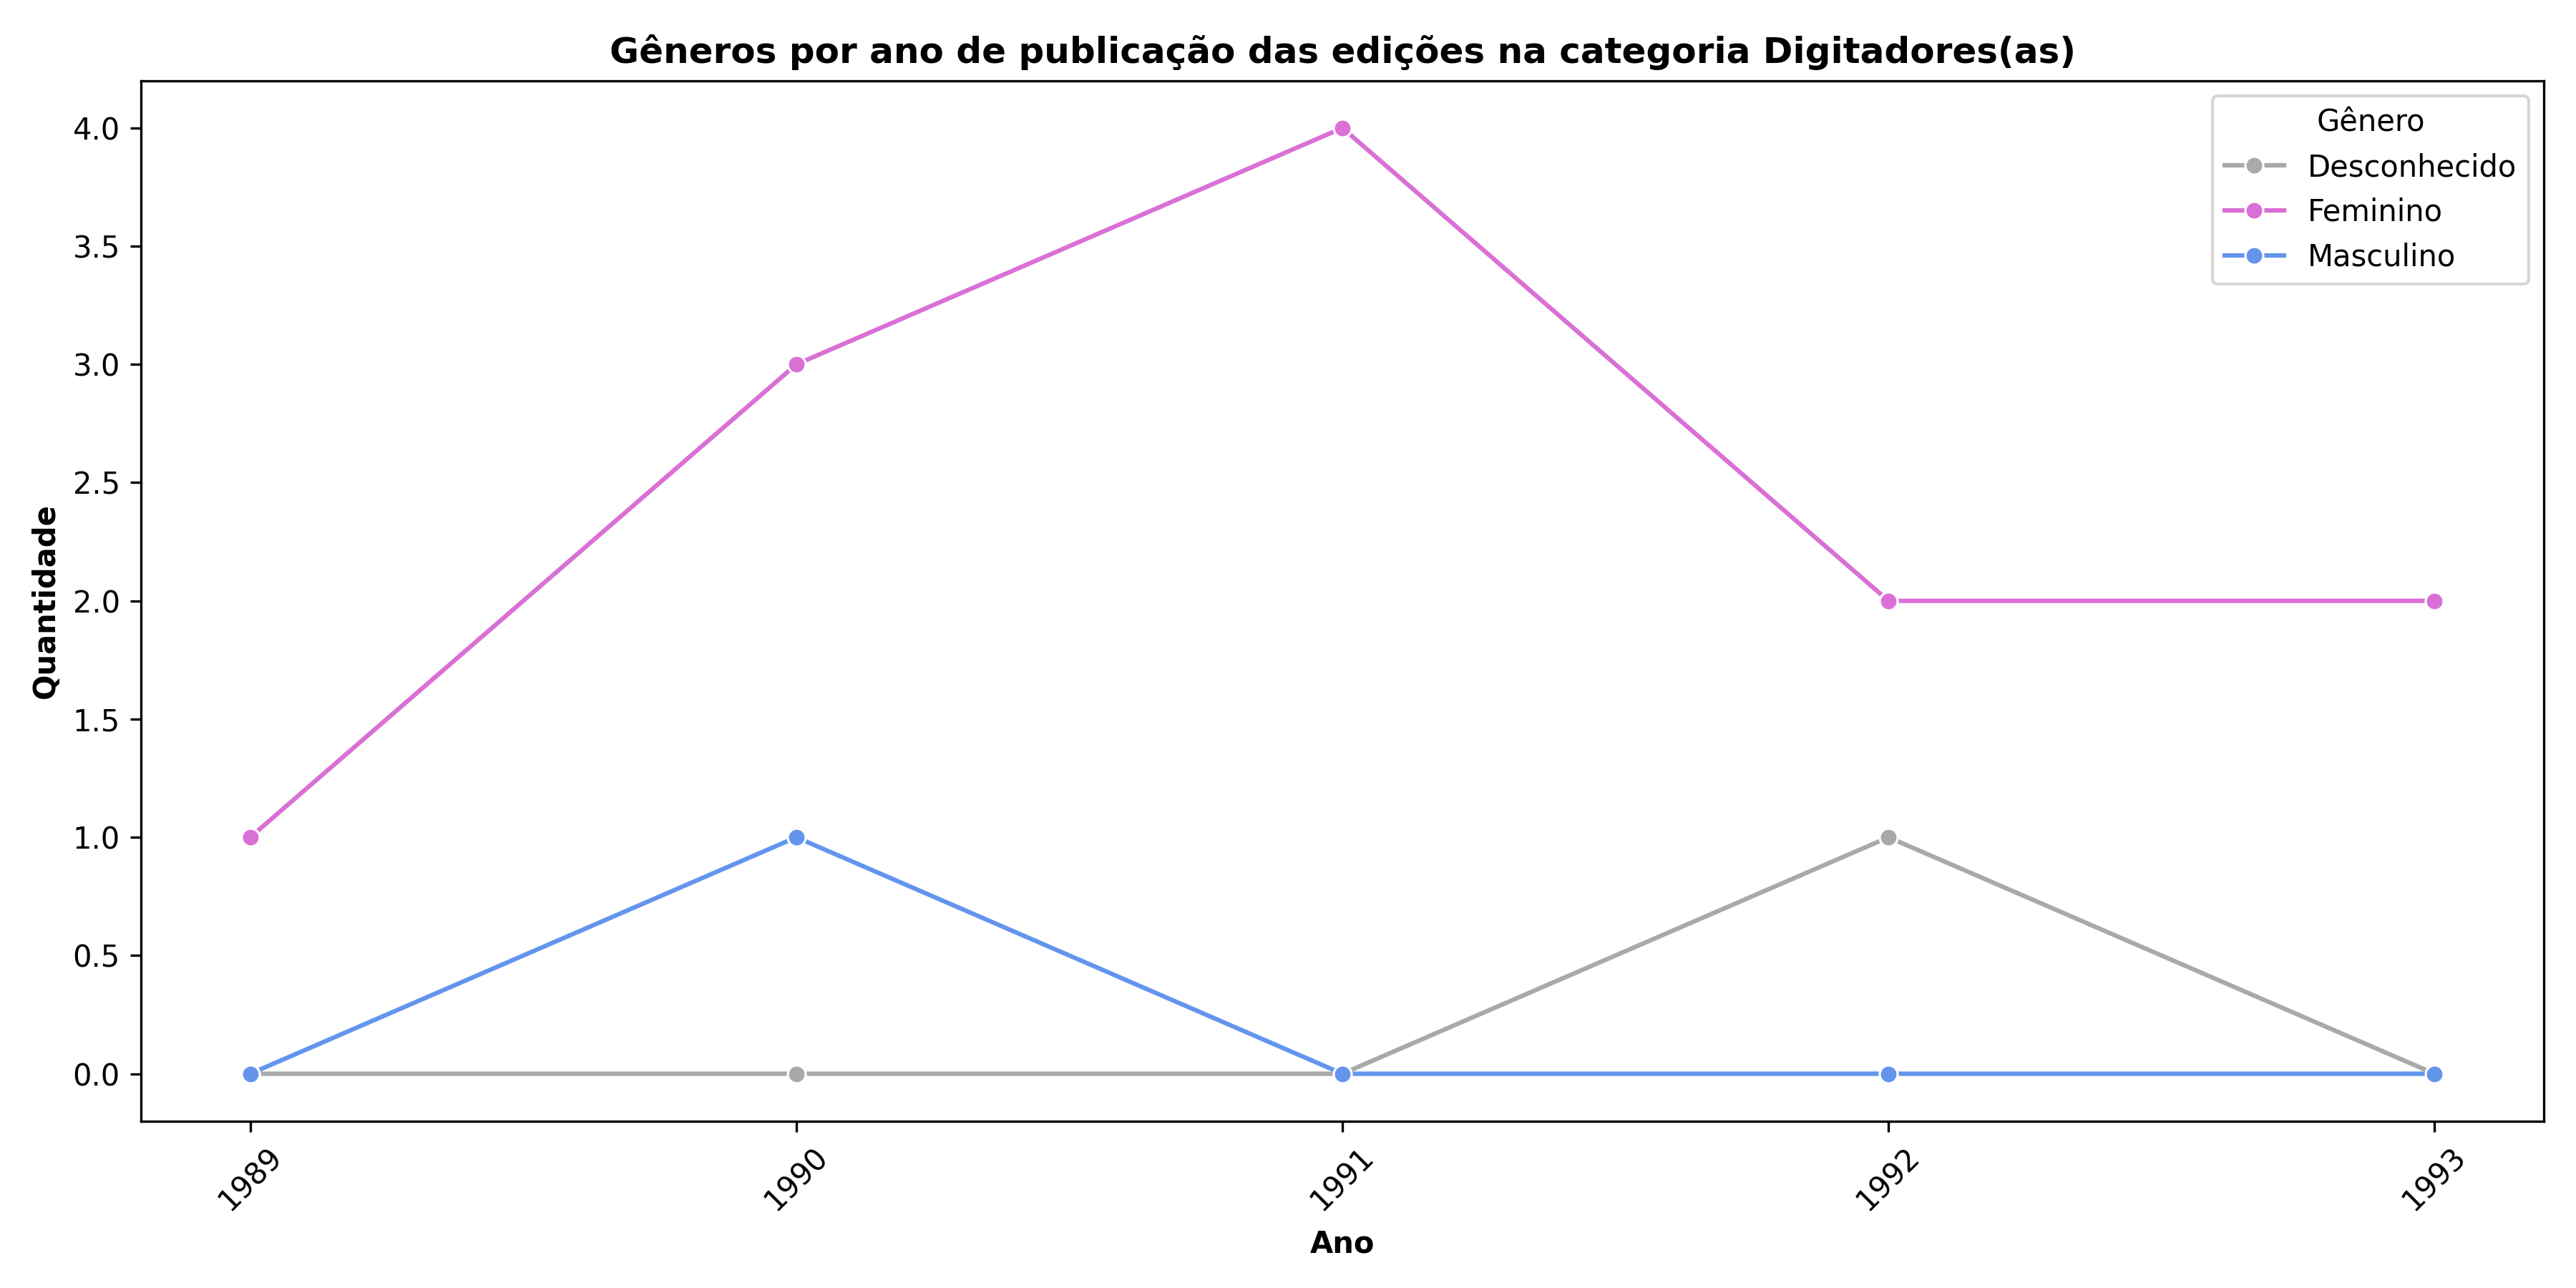 Gêneros por ano de publicação das edições na categoria Digitadores(as)
Gênero
Desconhecido
Feminino
Masculino
Quantidade
4.0
3.5
3.0
2.5
2.0
1.5
1.0
0.5
0.0
1989
1990
1991
1992
1993
Ano